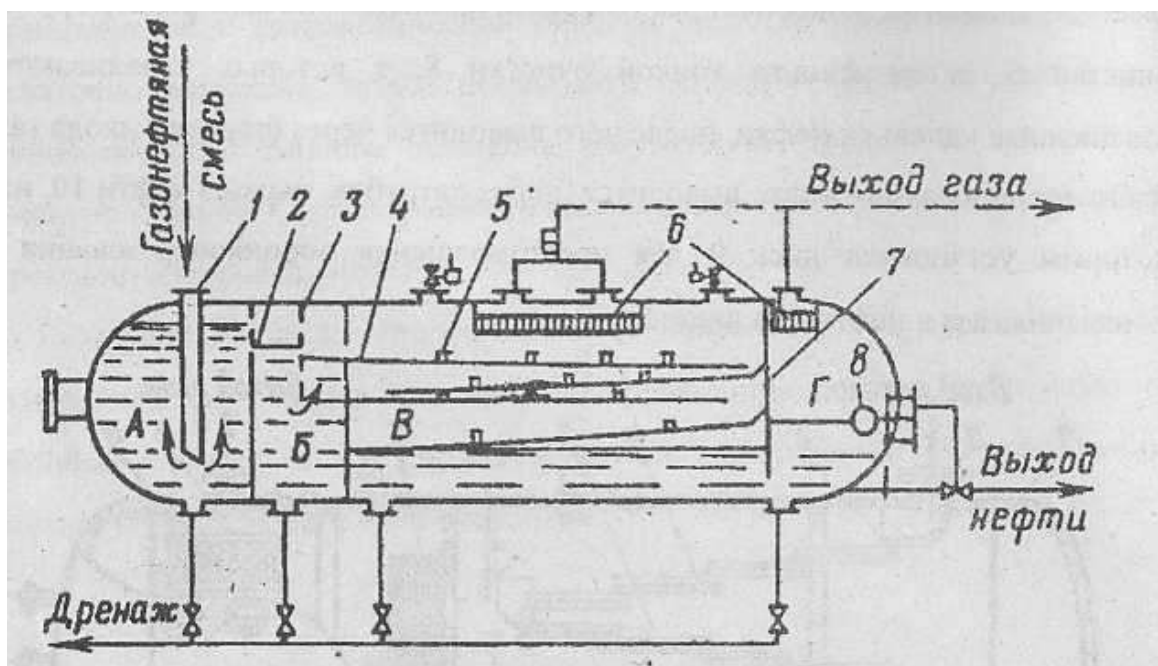 Газонефтяная
смесь
1 2 3 4 5
Выход газа
6
7
А
Б
В
Г
8
Выход
нефти
Дренаж